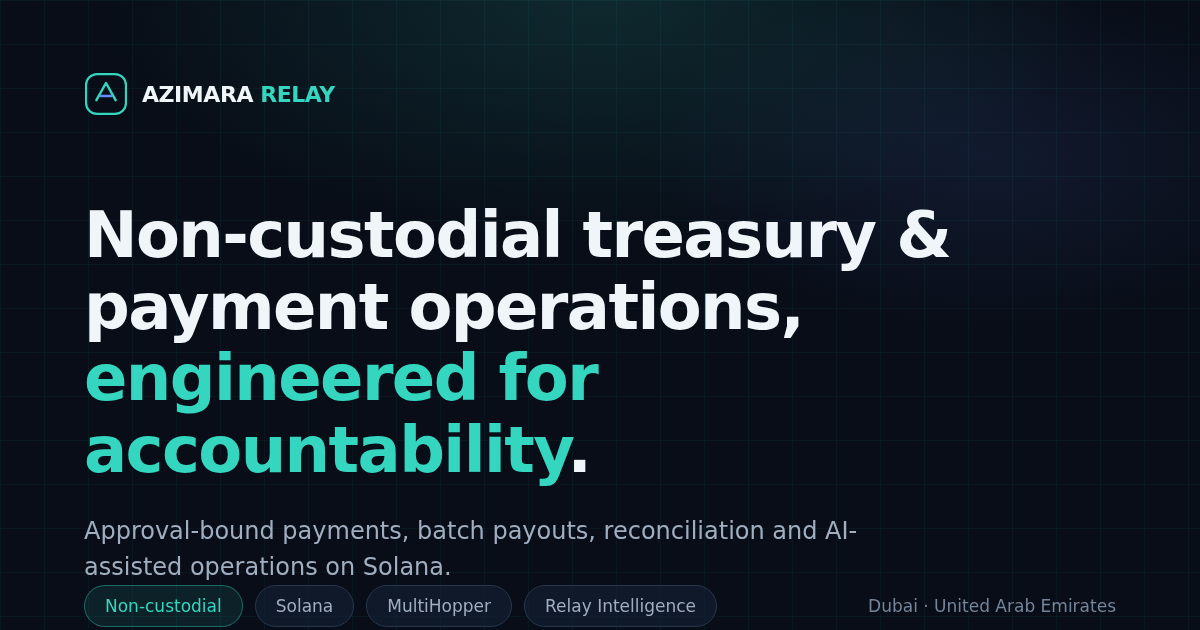 AZIMARA RELAY
Non-custodial treasury &
payment operations,
engineered for
accountability.
Approval-bound payments, batch payouts, reconciliation and AI-
assisted operations on Solana.
Non-custodial Solana MultiHopper Relay Intelligence Dubai · United Arab Emirates